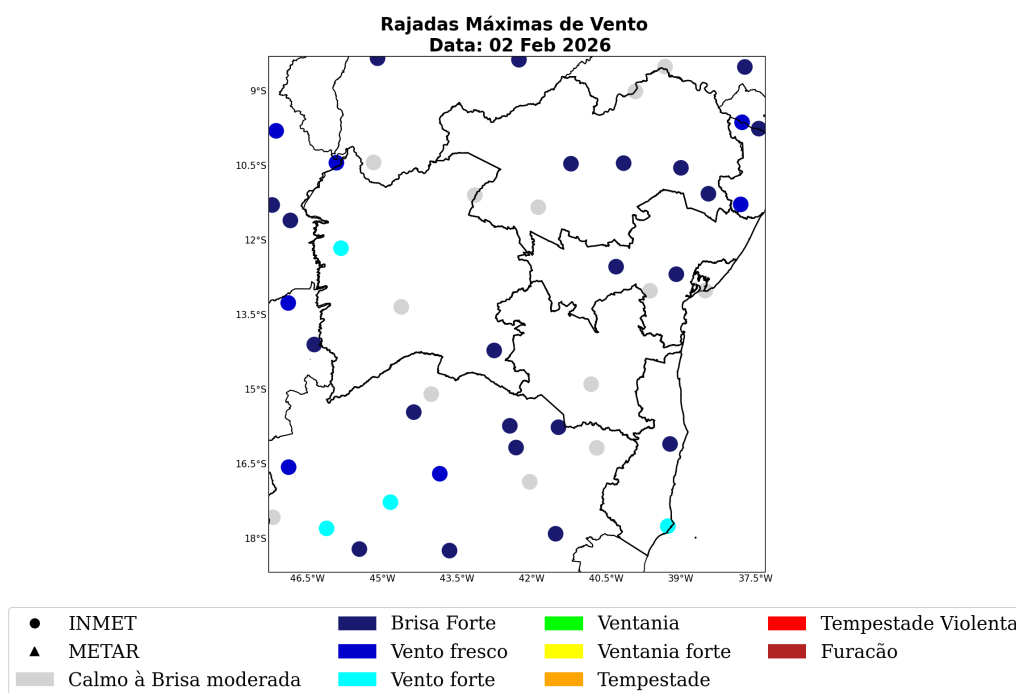 Rajadas Máximas de Vento
Data: 02 Feb 2026
9°S
10.5°S
12°S
13.5°S
15°S
16.5°S
18°S
46.5°W 45°W 43.5°W 42°W 40.5°W 39°W 37.5°W
INMET Brisa Forte Ventania Tempestade Violenta
METAR Vento fresco Ventania forte Furacão
Calmo à Brisa moderada Vento forte Tempestade